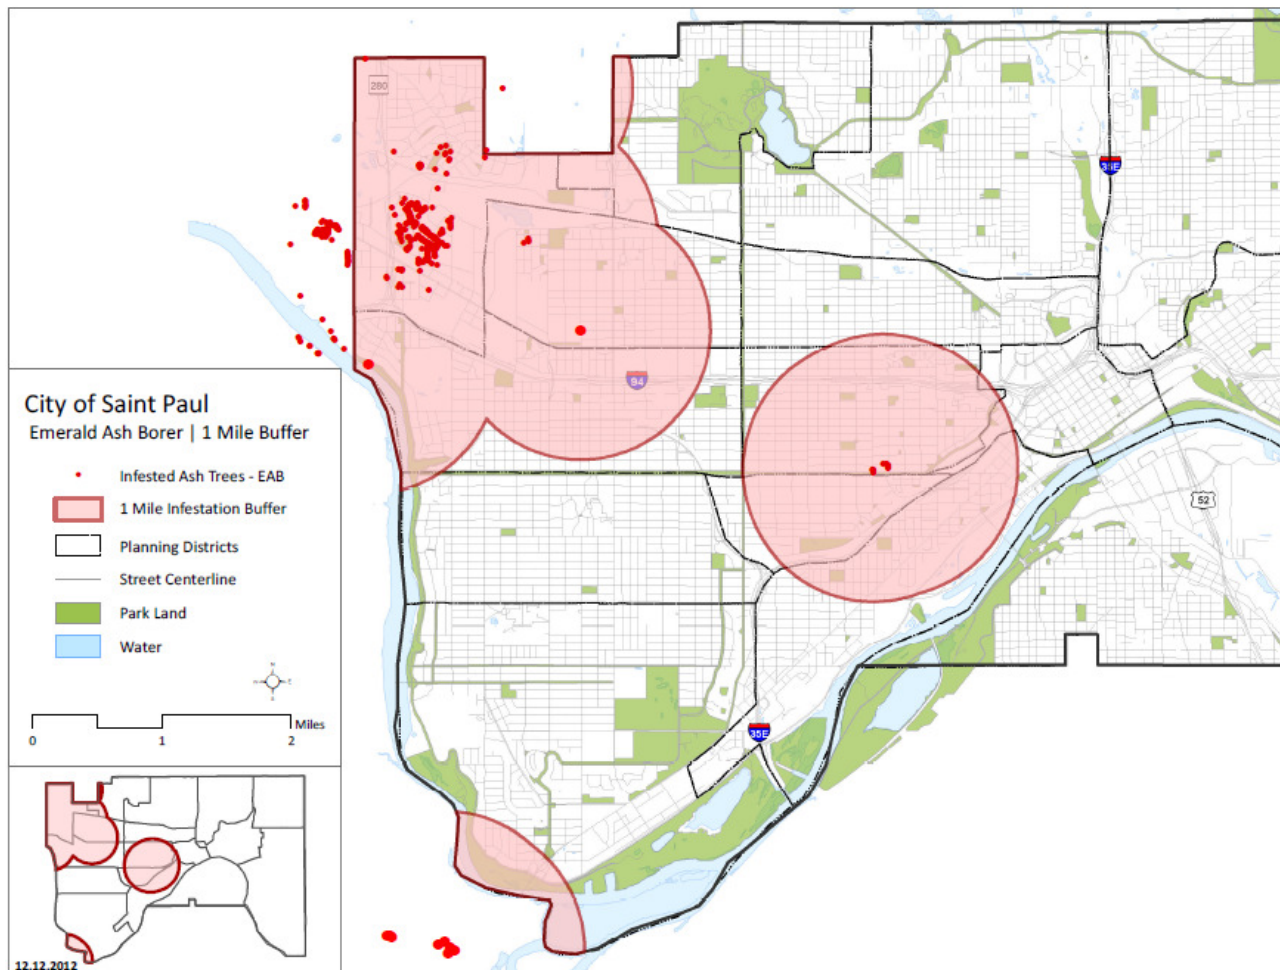 280
35E
94
City of Saint Paul
Emerald Ash Borer | 1 Mile Buffer
Infested Ash Trees - EAB
1 Mile Infestation Buffer
52
Planning Districts
Street Centerline
Park Land
Water
N
S
Miles
0 1 2
35E
12.12.2012